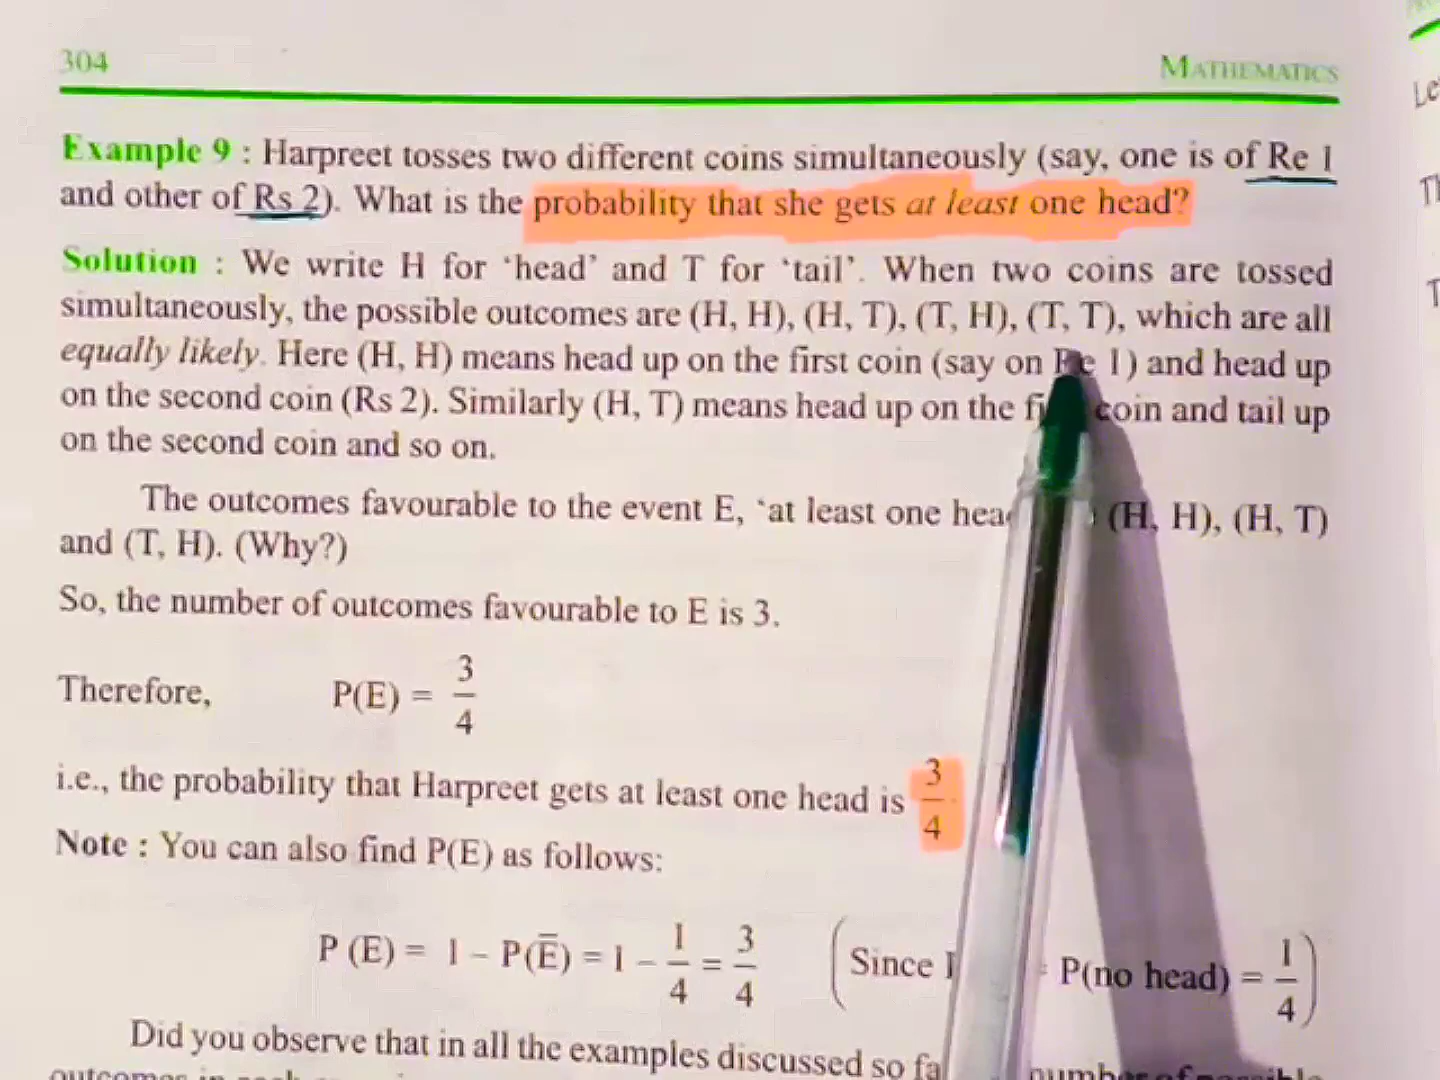 304
MATHEMATICS
Example 9 : Harpreet tosses two different coins simultaneously (say, one is of Re 1
and other of Rs 2). What is the probability that she gets at least one head?
Solution : We write H for ‘head’ and T for ‘tail’. When two coins are tossed
simultaneously, the possible outcomes are (H, H), (H, T), (T, H), (T, T), which are all
equally likely. Here (H, H) means head up on the first coin (say on Re 1) and head up
on the second coin (Rs 2). Similarly (H, T) means head up on the coin and tail up
on the second coin and so on.
The outcomes favourable to the event E, ‘at least one (H, H), (H, T)
and (T, H). (Why?)
So, the number of outcomes favourable to E is 3.
Therefore, P(E) = 3/4
i.e., the probability that Harpreet gets at least one head is 3/4
Note : You can also find P(E) as follows:
P (E) = 1 – P(E̅) = 1 – 1/4 = 3/4 (Since = P(no head) = 1/4)
Did you observe that in all the examples discussed so number of possible